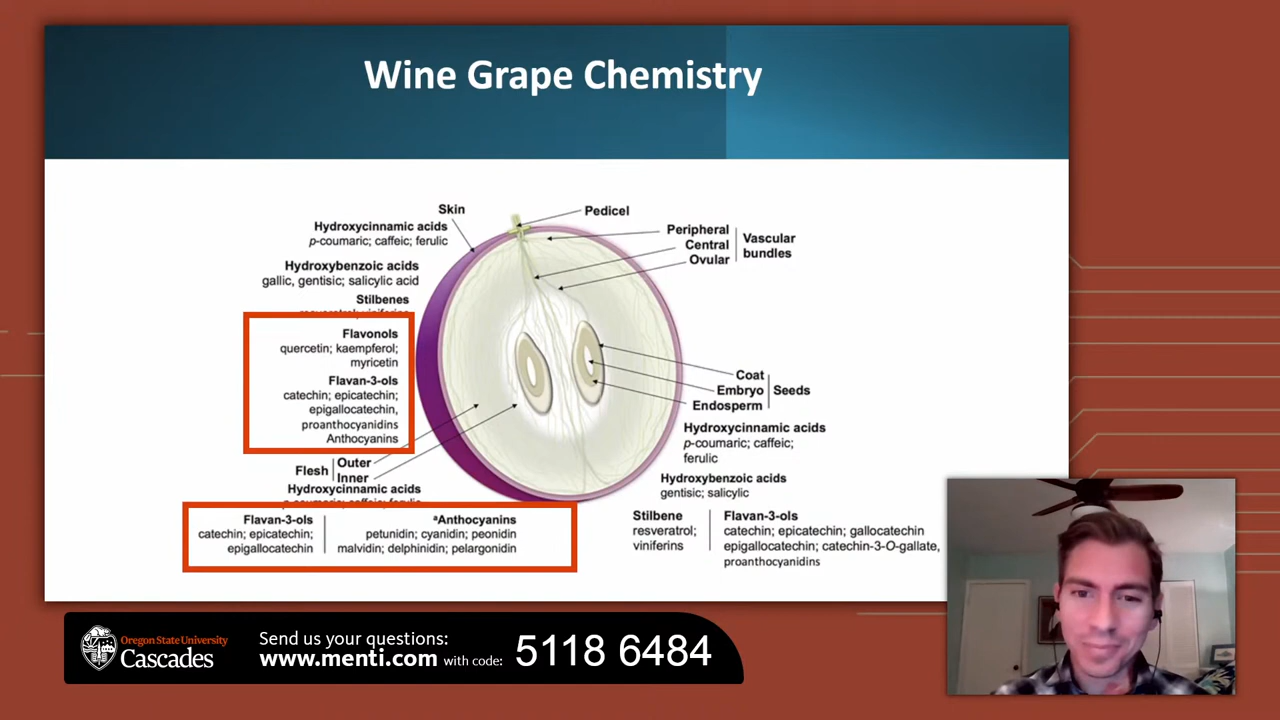 Wine Grape Chemistry
Skin
Hydroxycinnamic acids
p-coumaric; caffeic; ferulic
Hydroxybenzoic acids
gallic, gentisic; salicylic acid
Stilbenes
Flavonols
quercetin; kaempferol;
myricetin
Flavan-3-ols
catechin; epicatechin;
epigallocatechin,
proanthocyanidins
Anthocyanins
Flesh
Outer
Inner
Hydroxycinnamic acids
Flavan-3-ols
catechin; epicatechin;
epigallocatechin
ªAnthocyanins
petunidin; cyanidin; peonidin
malvidin; delphinidin; pelargonidin
Pedicel
Peripheral
Central
Ovular
Vascular
bundles
Coat
Embryo
Endosperm
Seeds
Hydroxycinnamic acids
p-coumaric; caffeic;
ferulic
Hydroxybenzoic acids
gentisic; salicylic
Stilbene
resveratrol;
viniferins
Flavan-3-ols
catechin; epicatechin; gallocatechin
epigallocatechin; catechin-3-O-gallate,
proanthocyanidins
Oregon State University
Cascades
Send us your questions:
www.menti.com with code:
5118 6484